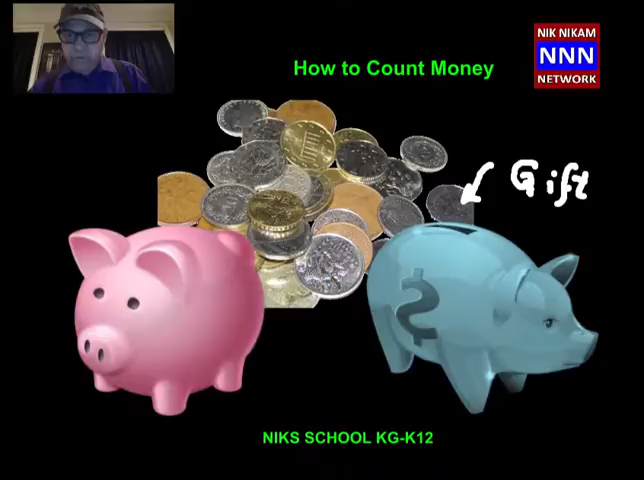 How to Count Money
NIK NIKAM
NNN
NETWORK
Gift
$
NIKS SCHOOL KG-K12